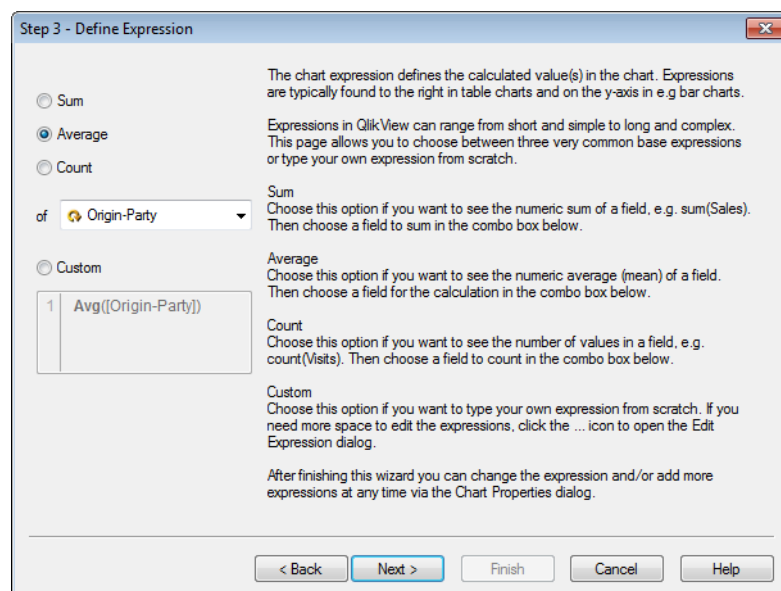 Step 3 - Define Expression
Sum
Average
Count
of Origin-Party
Custom
1 Avg([Origin-Party])
The chart expression defines the calculated value(s) in the chart. Expressions
are typically found to the right in table charts and on the y-axis in e.g bar charts.
Expressions in QlikView can range from short and simple to long and complex.
This page allows you to choose between three very common base expressions
or type your own expression from scratch.
Sum
Choose this option if you want to see the numeric sum of a field, e.g. sum(Sales).
Then choose a field to sum in the combo box below.
Average
Choose this option if you want to see the numeric average (mean) of a field.
Then choose a field for the calculation in the combo box below.
Count
Choose this option if you want to see the number of values in a field, e.g.
count(Visits). Then choose a field to count in the combo box below.
Custom
Choose this option if you want to type your own expression from scratch. If you
need more space to edit the expressions, click the ... icon to open the Edit
Expression dialog.
After finishing this wizard you can change the expression and/or add more
expressions at any time via the Chart Properties dialog.
< Back Next > Finish Cancel Help